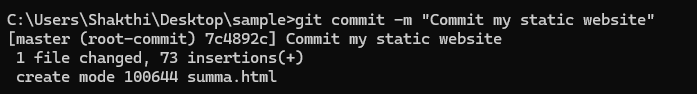 C:\Users\Shakthi\Desktop\sample>git commit -m "Commit my static website"
[master (root-commit) 7c4892c] Commit my static website
 1 file changed, 73 insertions(+)
 create mode 100644 summa.html